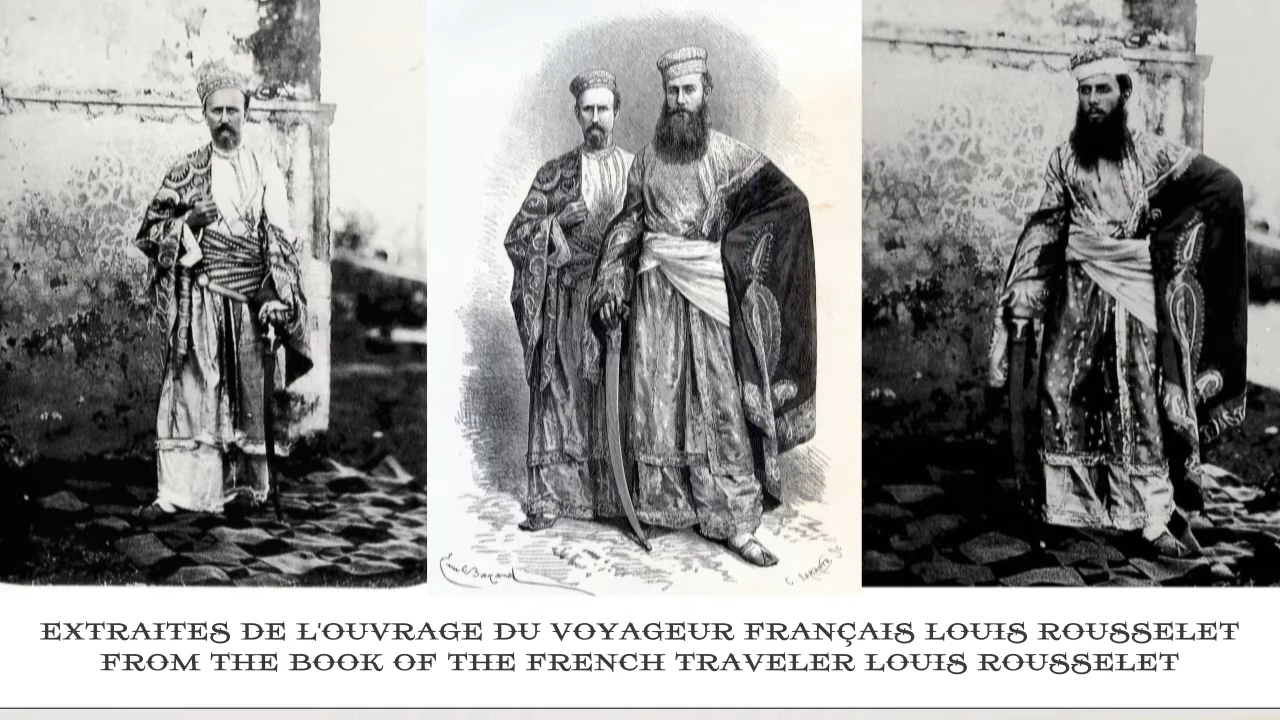 EXTRAITES DE L'OUVRAGE DU VOYAGEUR FRANÇAIS LOUIS ROUSSELET
FROM THE BOOK OF THE FRENCH TRAVELER LOUIS ROUSSELET